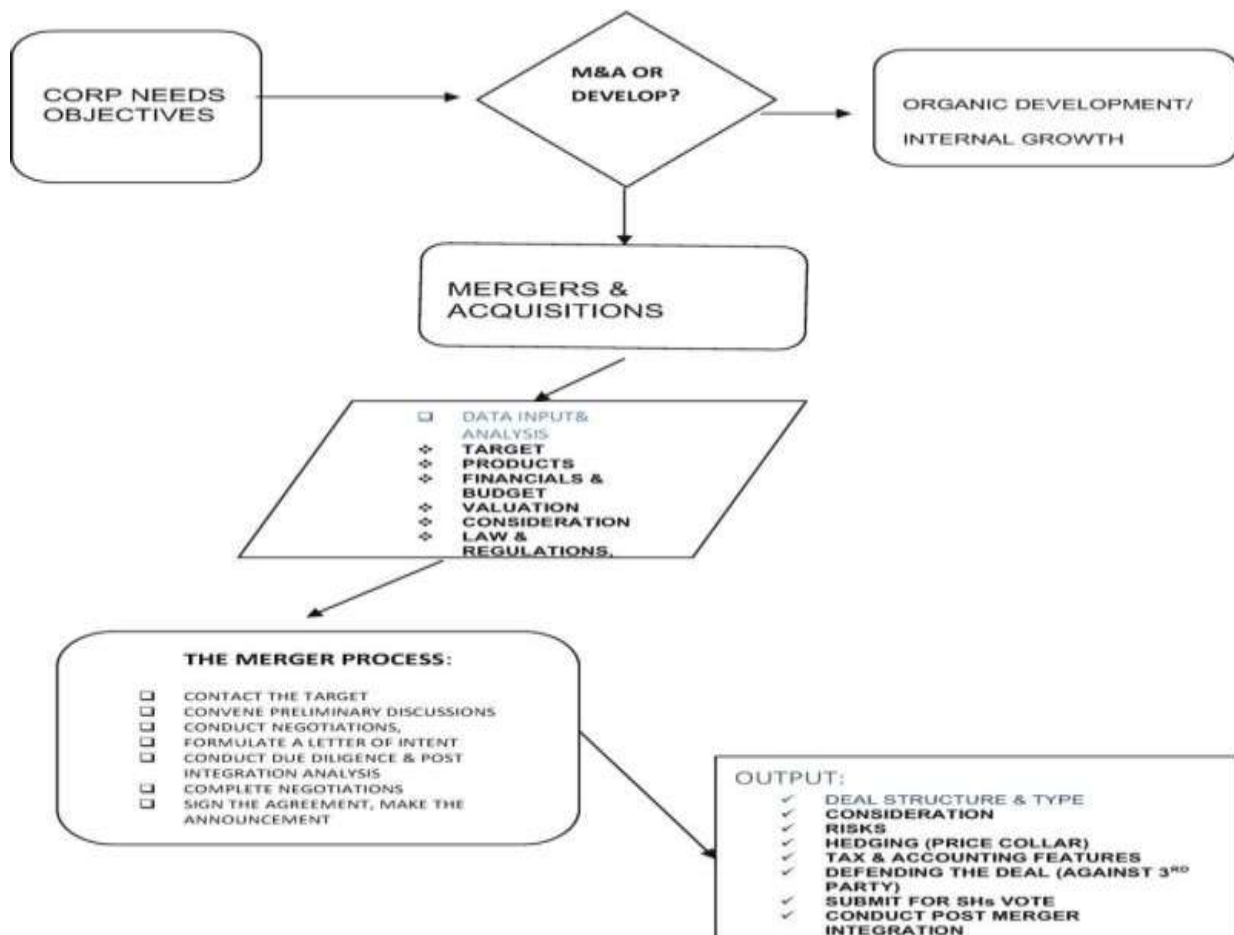 CORP NEEDS
OBJECTIVES
M&A OR
DEVELOP?
ORGANIC DEVELOPMENT/
INTERNAL GROWTH
MERGERS &
ACQUISITIONS
DATA INPUT&
ANALYSIS
TARGET
PRODUCTS
FINANCIALS &
BUDGET
VALUATION
CONSIDERATION
LAW &
REGULATIONS,
THE MERGER PROCESS:
CONTACT THE TARGET
CONVENE PRELIMINARY DISCUSSIONS
CONDUCT NEGOTIATIONS,
FORMULATE A LETTER OF INTENT
CONDUCT DUE DILIGENCE & POST
INTEGRATION ANALYSIS
COMPLETE NEGOTIATIONS
SIGN THE AGREEMENT, MAKE THE
ANNOUNCEMENT
OUTPUT:
DEAL STRUCTURE & TYPE
CONSIDERATION
RISKS
HEDGING (PRICE COLLAR)
TAX & ACCOUNTING FEATURES
DEFENDING THE DEAL (AGAINST 3RD
PARTY)
SUBMIT FOR SHs VOTE
CONDUCT POST MERGER
INTEGRATION